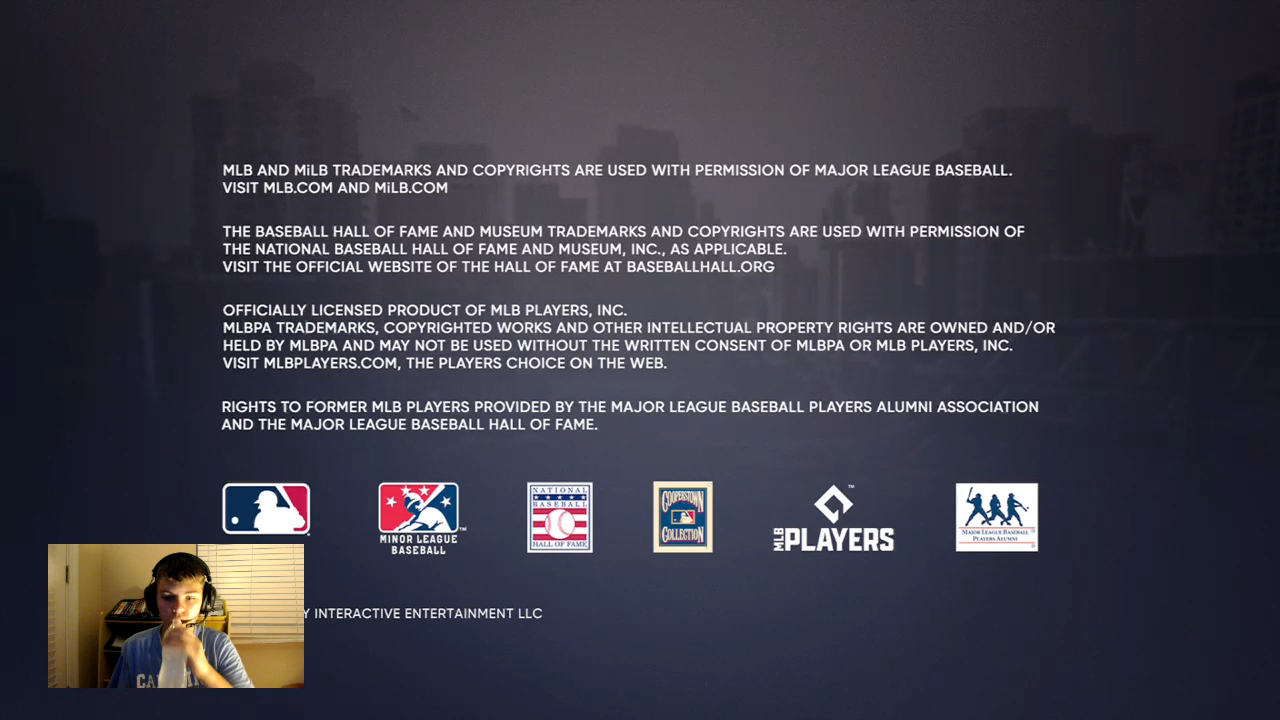 MLB AND MiLB TRADEMARKS AND COPYRIGHTS ARE USED WITH PERMISSION OF MAJOR LEAGUE BASEBALL.
VISIT MLB.COM AND MiLB.COM
THE BASEBALL HALL OF FAME AND MUSEUM TRADEMARKS AND COPYRIGHTS ARE USED WITH PERMISSION OF
THE NATIONAL BASEBALL HALL OF FAME AND MUSEUM, INC., AS APPLICABLE.
VISIT THE OFFICIAL WEBSITE OF THE HALL OF FAME AT BASEBALLHALL.ORG
OFFICIALLY LICENSED PRODUCT OF MLB PLAYERS, INC.
MLBPA TRADEMARKS, COPYRIGHTED WORKS AND OTHER INTELLECTUAL PROPERTY RIGHTS ARE OWNED AND/OR
HELD BY MLBPA AND MAY NOT BE USED WITHOUT THE WRITTEN CONSENT OF MLBPA OR MLB PLAYERS, INC.
VISIT MLBPLAYERS.COM, THE PLAYERS CHOICE ON THE WEB.
RIGHTS TO FORMER MLB PLAYERS PROVIDED BY THE MAJOR LEAGUE BASEBALL PLAYERS ALUMNI ASSOCIATION
AND THE MAJOR LEAGUE BASEBALL HALL OF FAME.
MINOR LEAGUE
BASEBALL
NATIONAL
BASEBALL
HALL OF FAME
COOPERSTOWN
COLLECTION
MLB PLAYERS
MAJOR LEAGUE BASEBALL
PLAYERS ALUMNI
INTERACTIVE ENTERTAINMENT LLC